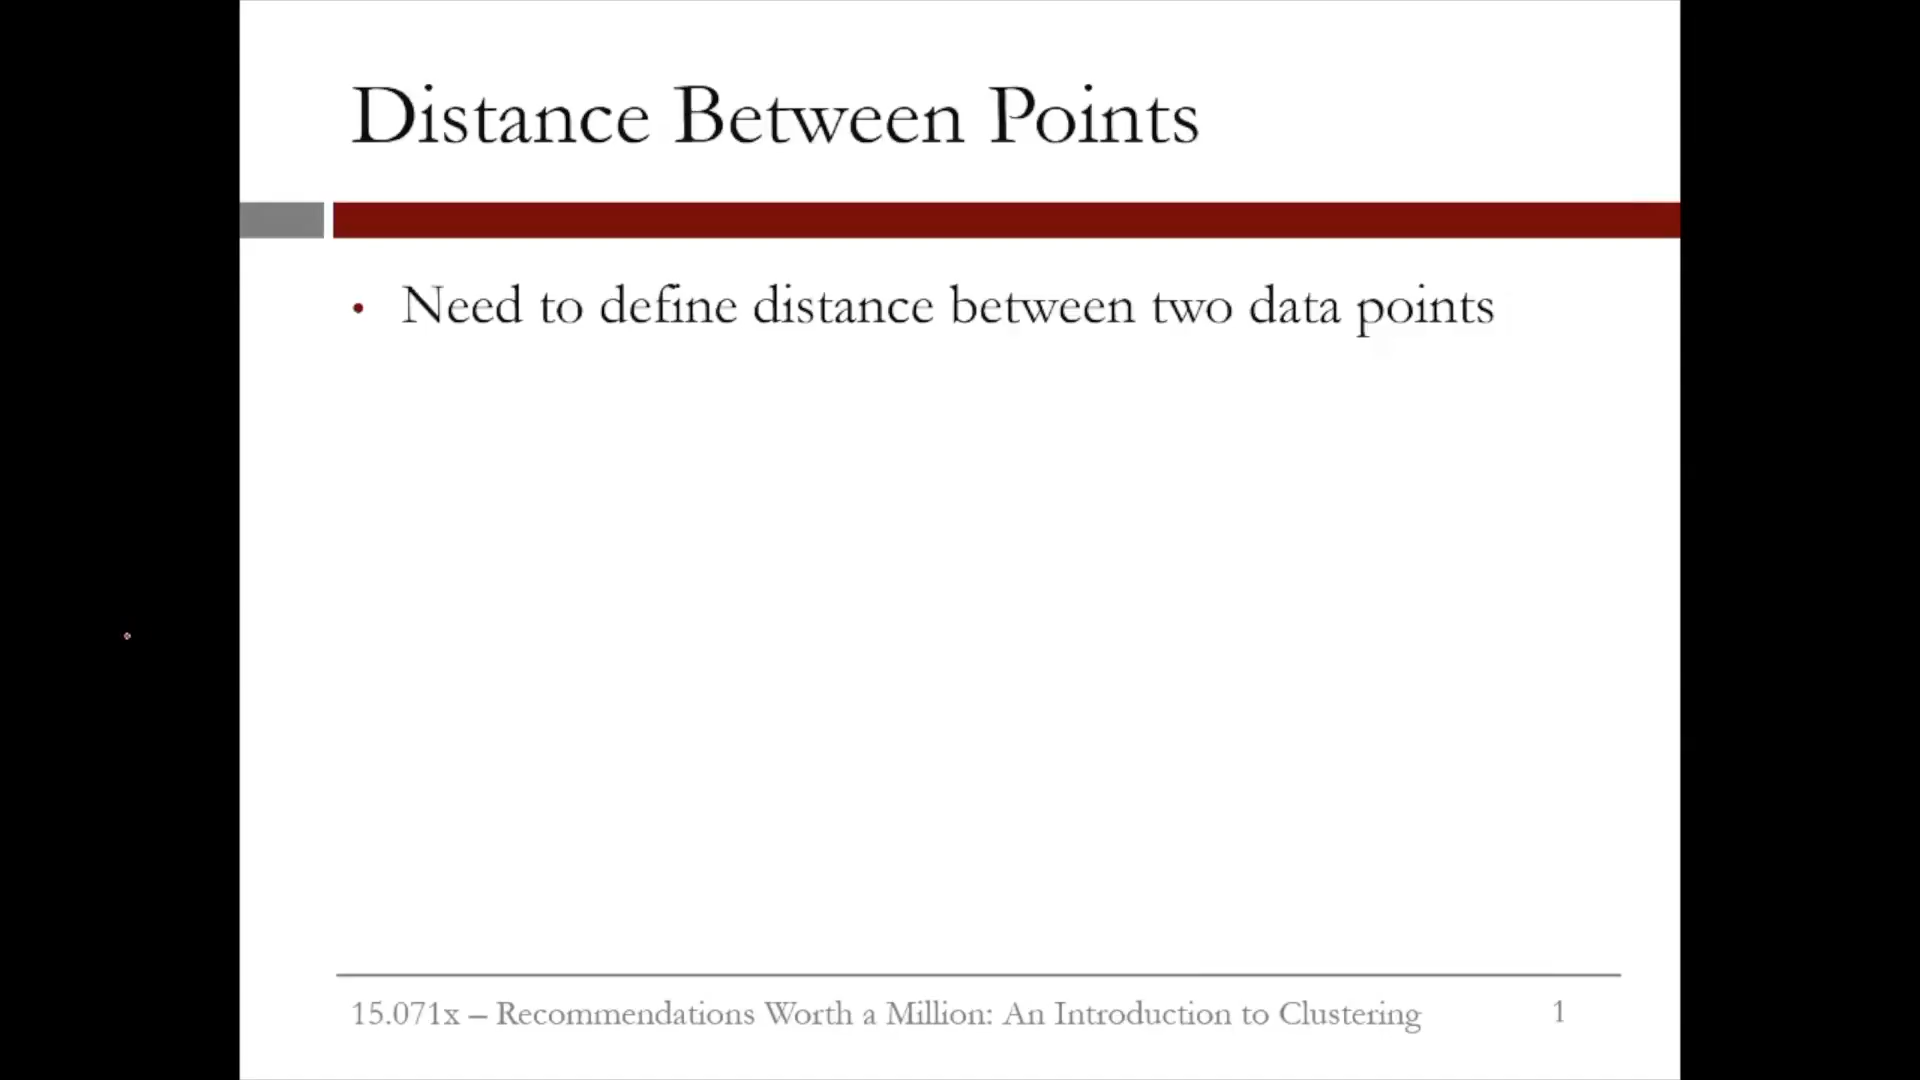 Distance Between Points
• Need to define distance between two data points
15.071x – Recommendations Worth a Million: An Introduction to Clustering 1